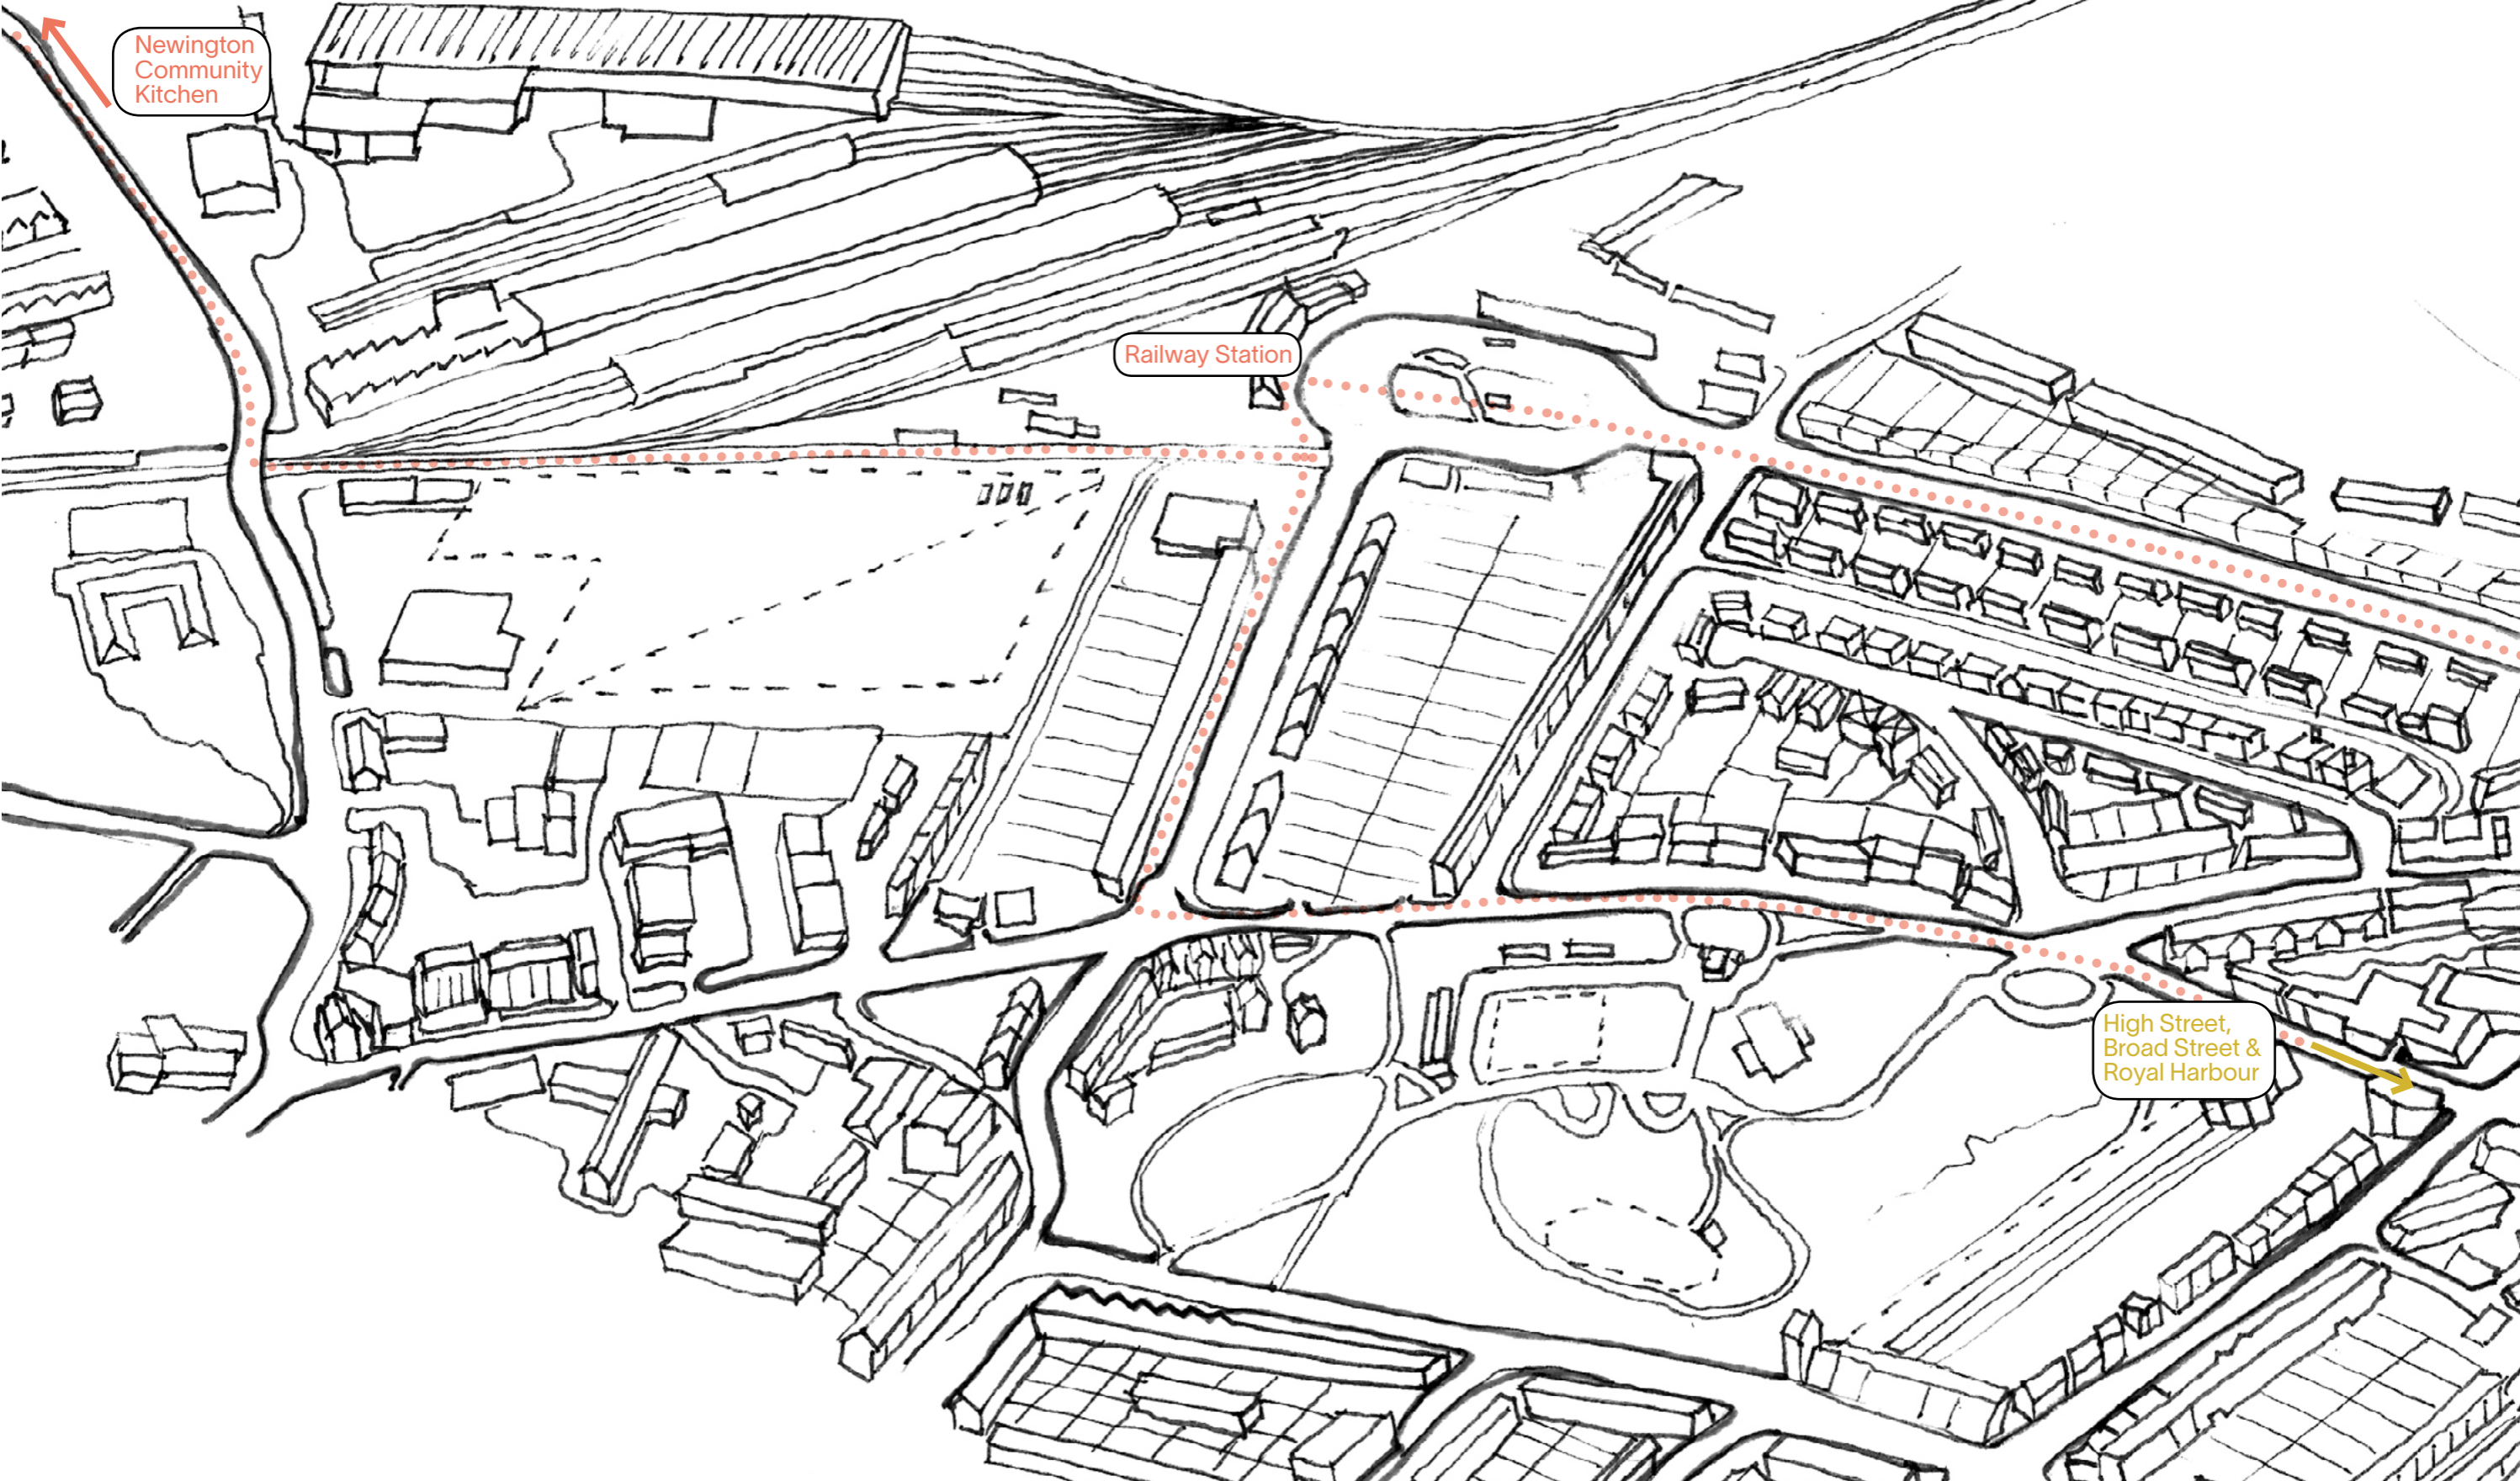 Newington
Community
Kitchen
Railway Station
High Street,
Broad Street &
Royal Harbour